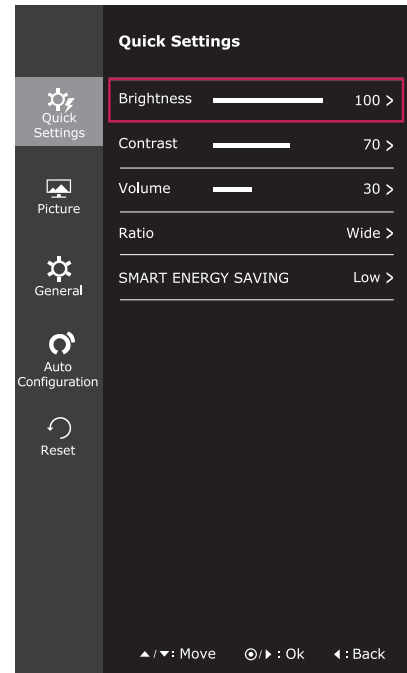 Quick Settings
Quick
Settings
Picture
General
Auto
Configuration
Reset
Brightness 100 >
Contrast 70 >
Volume 30 >
Ratio Wide >
SMART ENERGY SAVING Low >
▲/▼: Move ⊙/▶ : Ok ◀ : Back